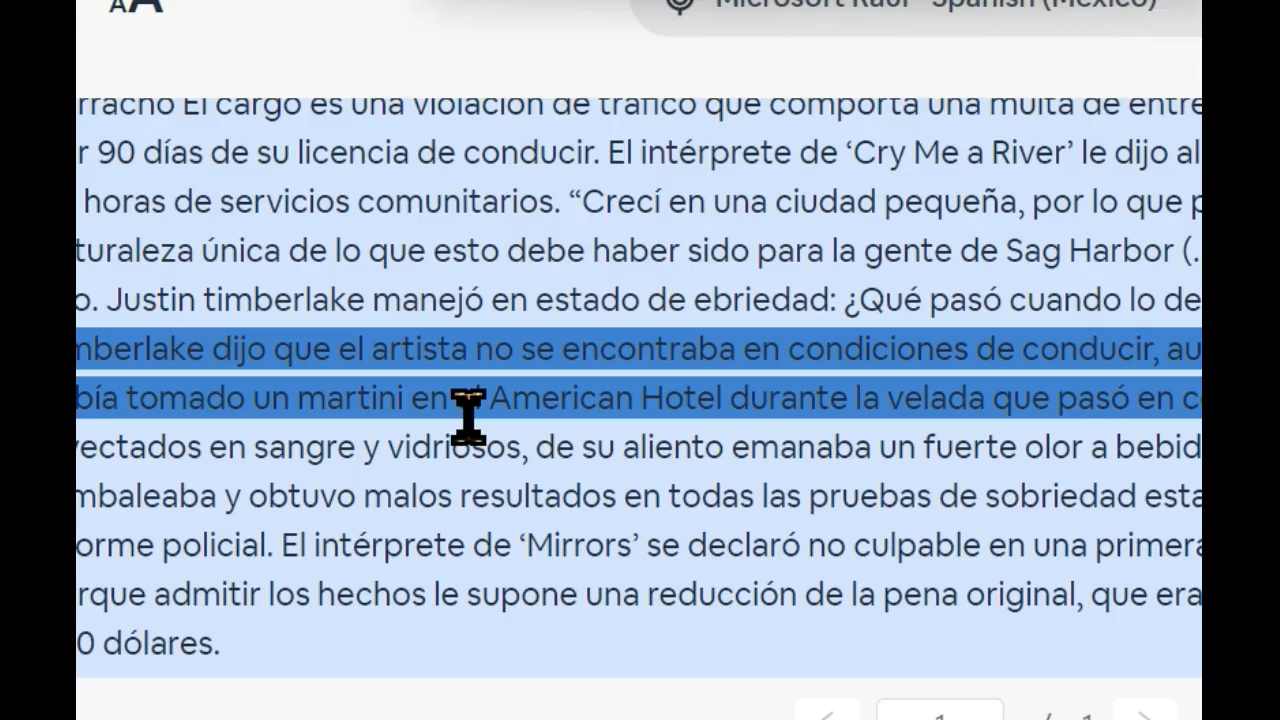 AA
Microsoft Raul - Spanish (Mexico)
rracho El cargo es una violación de tráfico que comporta una multa de entre
r 90 días de su licencia de conducir. El intérprete de ‘Cry Me a River’ le dijo al
horas de servicios comunitarios. “Crecí en una ciudad pequeña, por lo que p
turaleza única de lo que esto debe haber sido para la gente de Sag Harbor (.
o. Justin timberlake manejó en estado de ebriedad: ¿Qué pasó cuando lo de
mberlake dijo que el artista no se encontraba en condiciones de conducir, au
bía tomado un martini en American Hotel durante la velada que pasó en c
yectados en sangre y vidriosos, de su aliento emanaba un fuerte olor a bebid
mbaleaba y obtuvo malos resultados en todas las pruebas de sobriedad esta
orme policial. El intérprete de ‘Mirrors’ se declaró no culpable en una primera
rque admitir los hechos le supone una reducción de la pena original, que era
0 dólares.
1 / 1